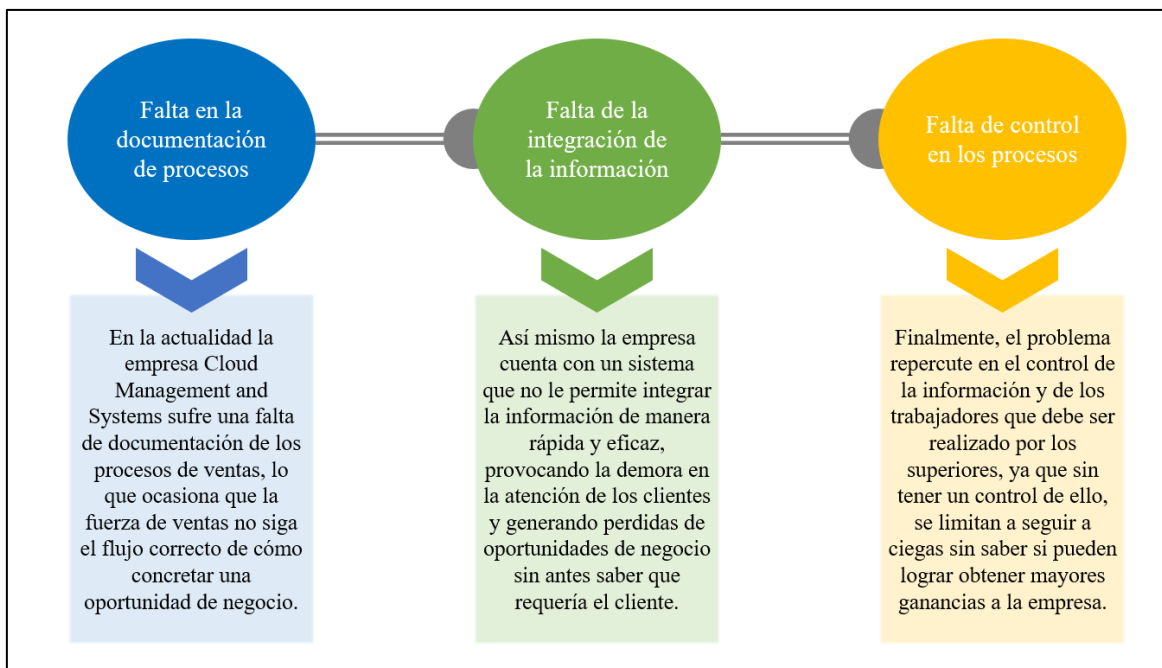 Falta en la
documentación
de procesos
Falta de la
integración de
la información
Falta de control
en los procesos
En la actualidad la
empresa Cloud
Management and
Systems sufre una falta
de documentación de los
procesos de ventas, lo
que ocasiona que la
fuerza de ventas no siga
el flujo correcto de cómo
concretar una
oportunidad de negocio.
Así mismo la empresa
cuenta con un sistema
que no le permite integrar
la información de manera
rápida y eficaz,
provocando la demora en
la atención de los clientes
y generando perdidas de
oportunidades de negocio
sin antes saber que
requería el cliente.
Finalmente, el problema
repercute en el control de
la información y de los
trabajadores que debe ser
realizado por los
superiores, ya que sin
tener un control de ello,
se limitan a seguir a
ciegas sin saber si pueden
lograr obtener mayores
ganancias a la empresa.